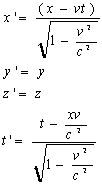 x' = (x - vt) / √(1 - v²/c²)
y' = y
z' = z
t' = (t - xv/c²) / √(1 - v²/c²)